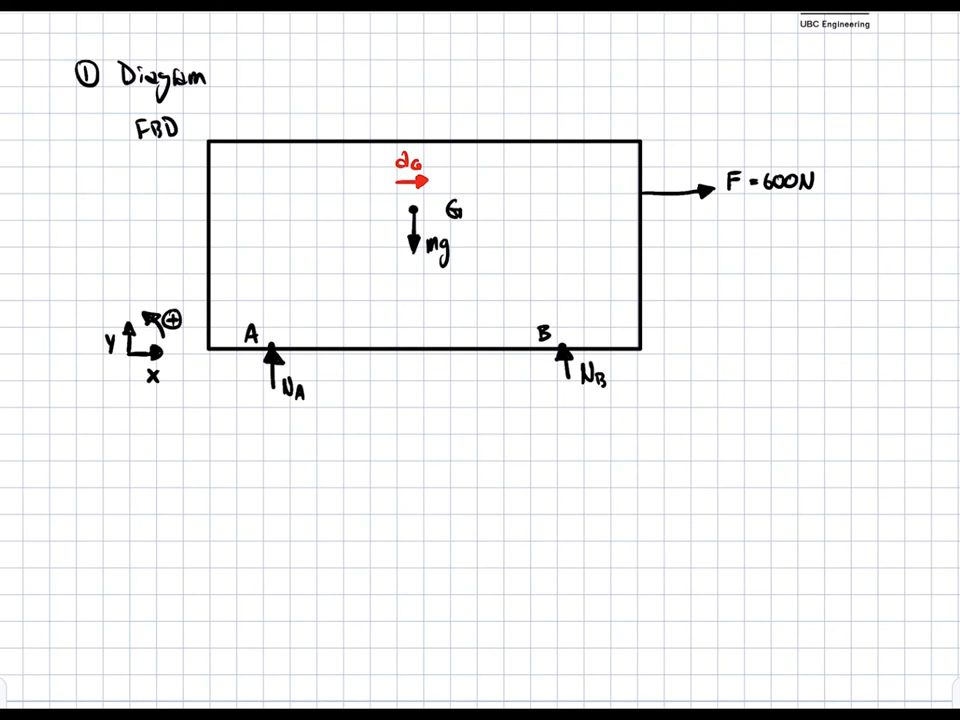 UBC Engineering
① Diagram
FBD
aG
F = 600N
G
mg
+
A
B
Y
X
NA
NB